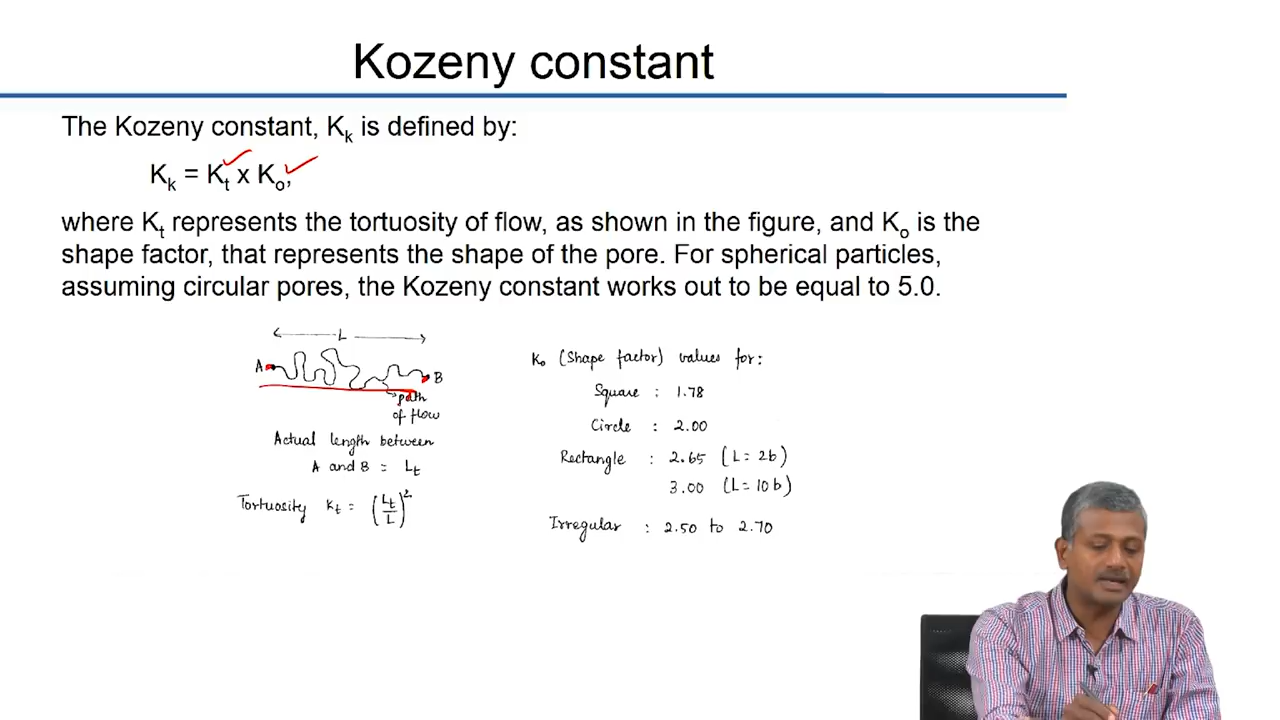 Kozeny constant
The Kozeny constant, Kk is defined by:
Kk = Kt x Ko,
where Kt represents the tortuosity of flow, as shown in the figure, and Ko is the
shape factor, that represents the shape of the pore. For spherical particles,
assuming circular pores, the Kozeny constant works out to be equal to 5.0.
L
A
B
path
of flow
Actual length between
A and B = Lt
Tortuosity Kt = (Lt/L)²
Ko (Shape factor) values for:
Square : 1.78
Circle : 2.00
Rectangle : 2.65 (L= 2b)
3.00 (L= 10b)
Irregular : 2.50 to 2.70